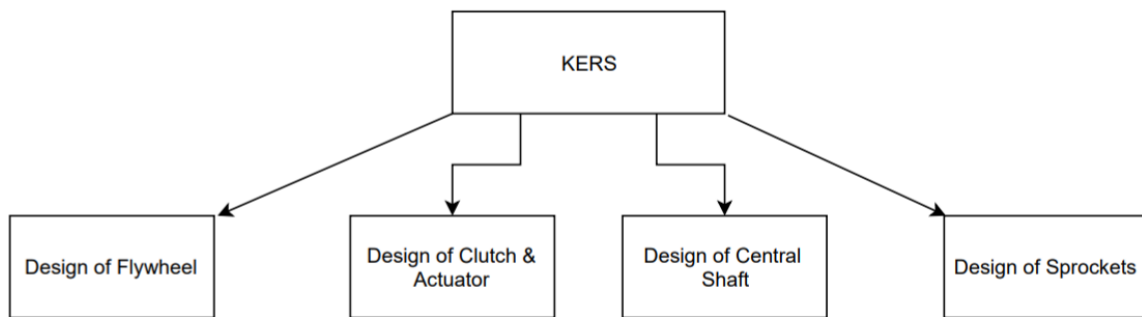 KERS
Design of Flywheel
Design of Clutch &
Actuator
Design of Central
Shaft
Design of Sprockets